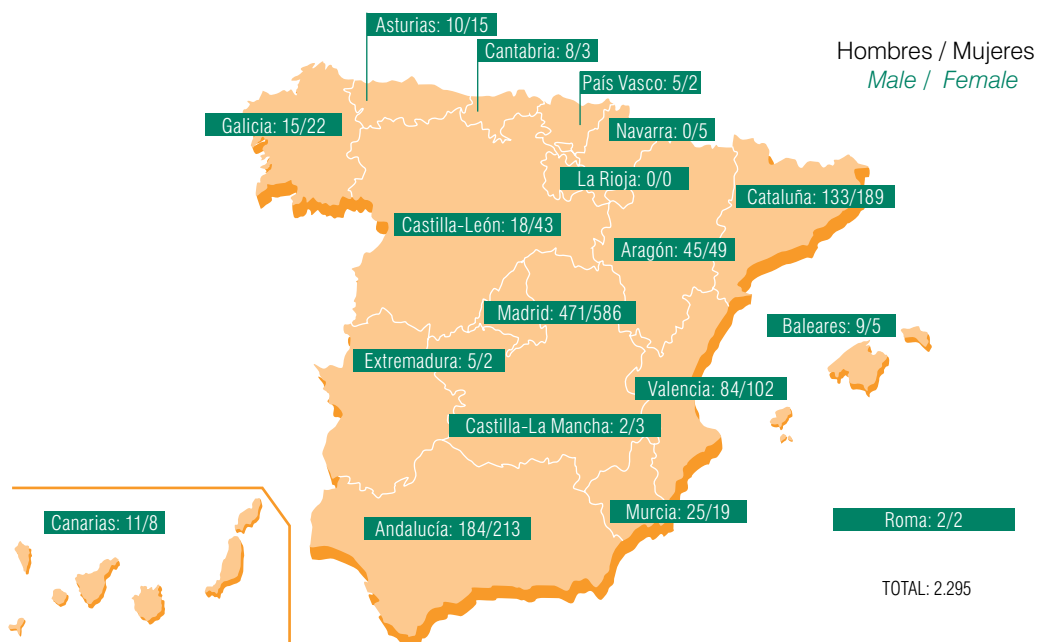 Asturias: 10/15
Cantabria: 8/3
Hombres / Mujeres
Male / Female
País Vasco: 5/2
Galicia: 15/22
Navarra: 0/5
La Rioja: 0/0
Cataluña: 133/189
Castilla-León: 18/43
Aragón: 45/49
Madrid: 471/586
Baleares: 9/5
Extremadura: 5/2
Valencia: 84/102
Castilla-La Mancha: 2/3
Canarias: 11/8
Andalucía: 184/213
Murcia: 25/19
Roma: 2/2
TOTAL: 2.295